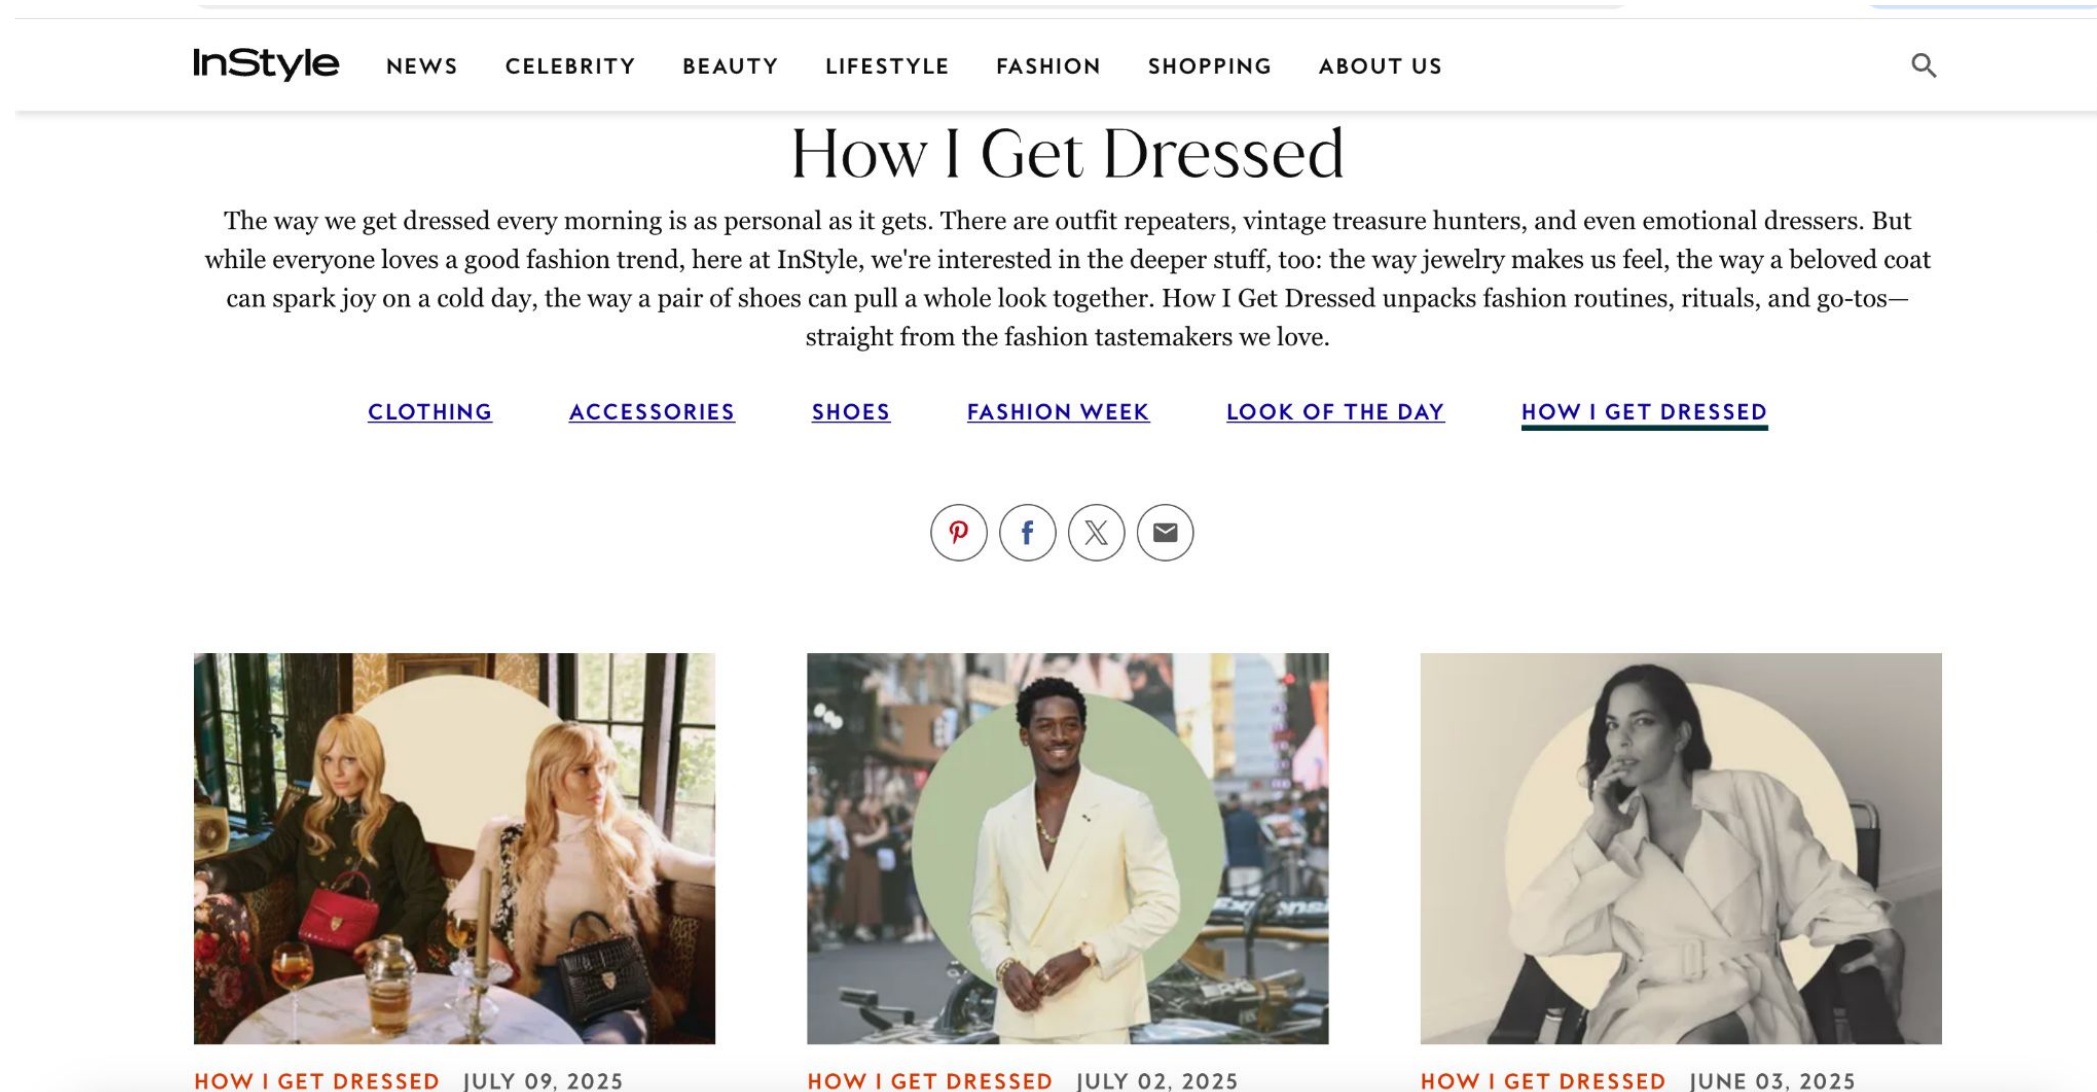 InStyle NEWS CELEBRITY BEAUTY LIFESTYLE FASHION SHOPPING ABOUT US
How I Get Dressed
The way we get dressed every morning is as personal as it gets. There are outfit repeaters, vintage treasure hunters, and even emotional dressers. But
while everyone loves a good fashion trend, here at InStyle, we're interested in the deeper stuff, too: the way jewelry makes us feel, the way a beloved coat
can spark joy on a cold day, the way a pair of shoes can pull a whole look together. How I Get Dressed unpacks fashion routines, rituals, and go-tos—
straight from the fashion tastemakers we love.
CLOTHING ACCESSORIES SHOES FASHION WEEK LOOK OF THE DAY HOW I GET DRESSED
HOW I GET DRESSED JULY 09, 2025
HOW I GET DRESSED JULY 02, 2025
HOW I GET DRESSED JUNE 03, 2025